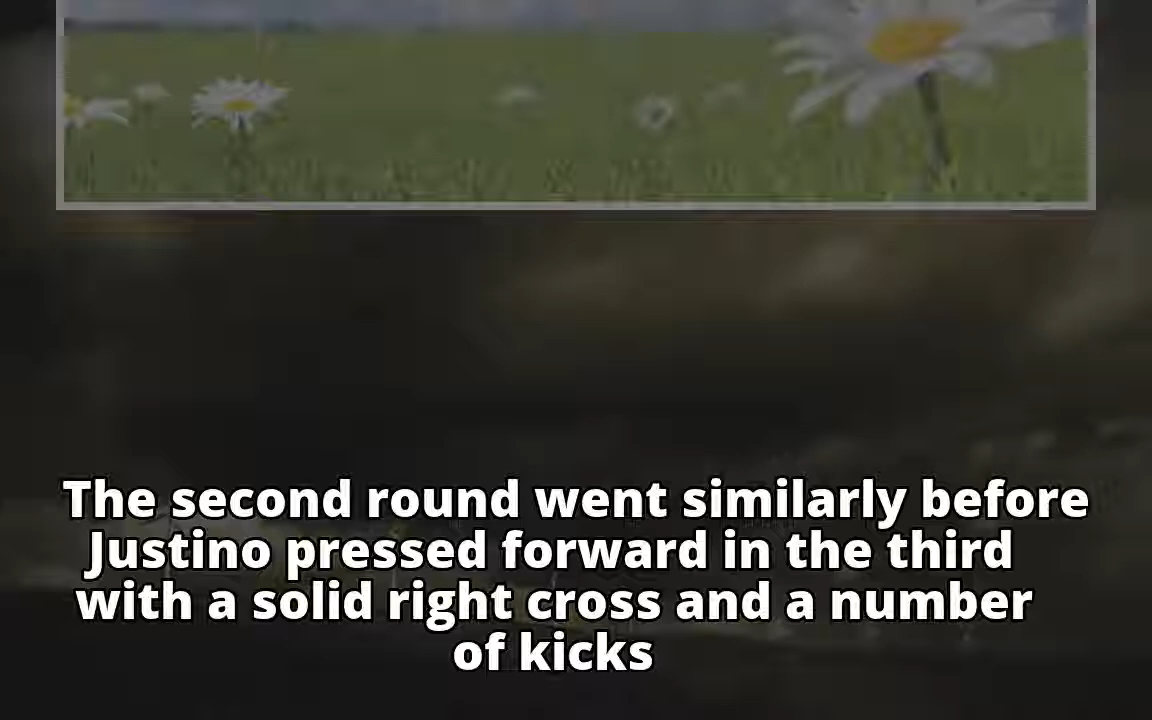 The second round went similarly before
Justino pressed forward in the third
with a solid right cross and a number
of kicks